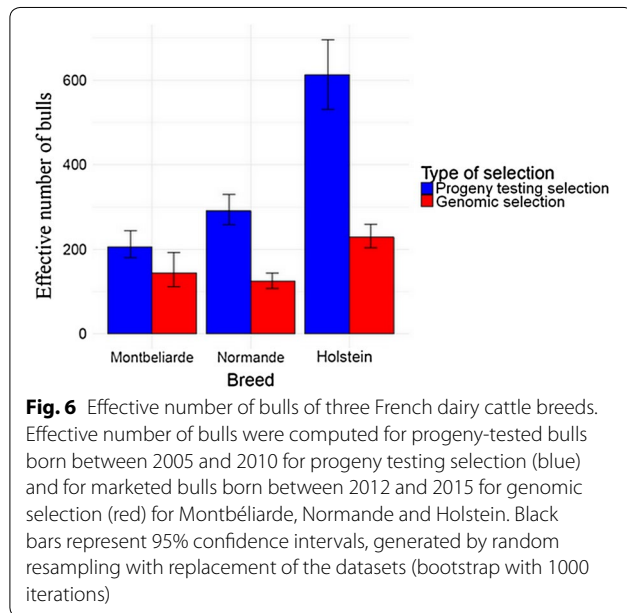 600
400
200
0
Effective number of bulls
Montbeliarde Normande Holstein
Breed
Type of selection
Progeny testing selection
Genomic selection
Fig. 6 Effective number of bulls of three French dairy cattle breeds.
Effective number of bulls were computed for progeny-tested bulls
born between 2005 and 2010 for progeny testing selection (blue)
and for marketed bulls born between 2012 and 2015 for genomic
selection (red) for Montbéliarde, Normande and Holstein. Black
bars represent 95% confidence intervals, generated by random
resampling with replacement of the datasets (bootstrap with 1000
iterations)